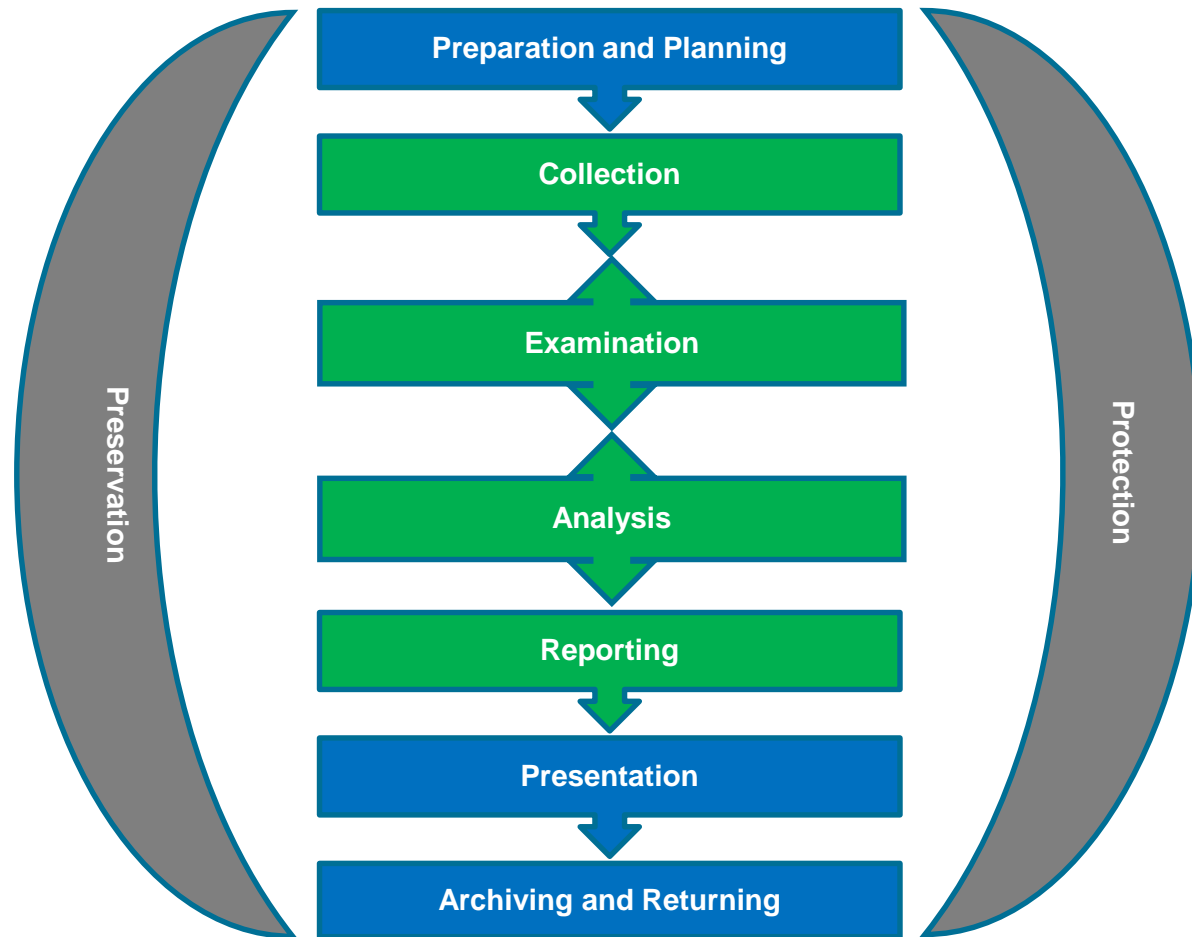 Preparation and Planning
Collection
Examination
Analysis
Reporting
Presentation
Archiving and Returning
Preservation
Protection